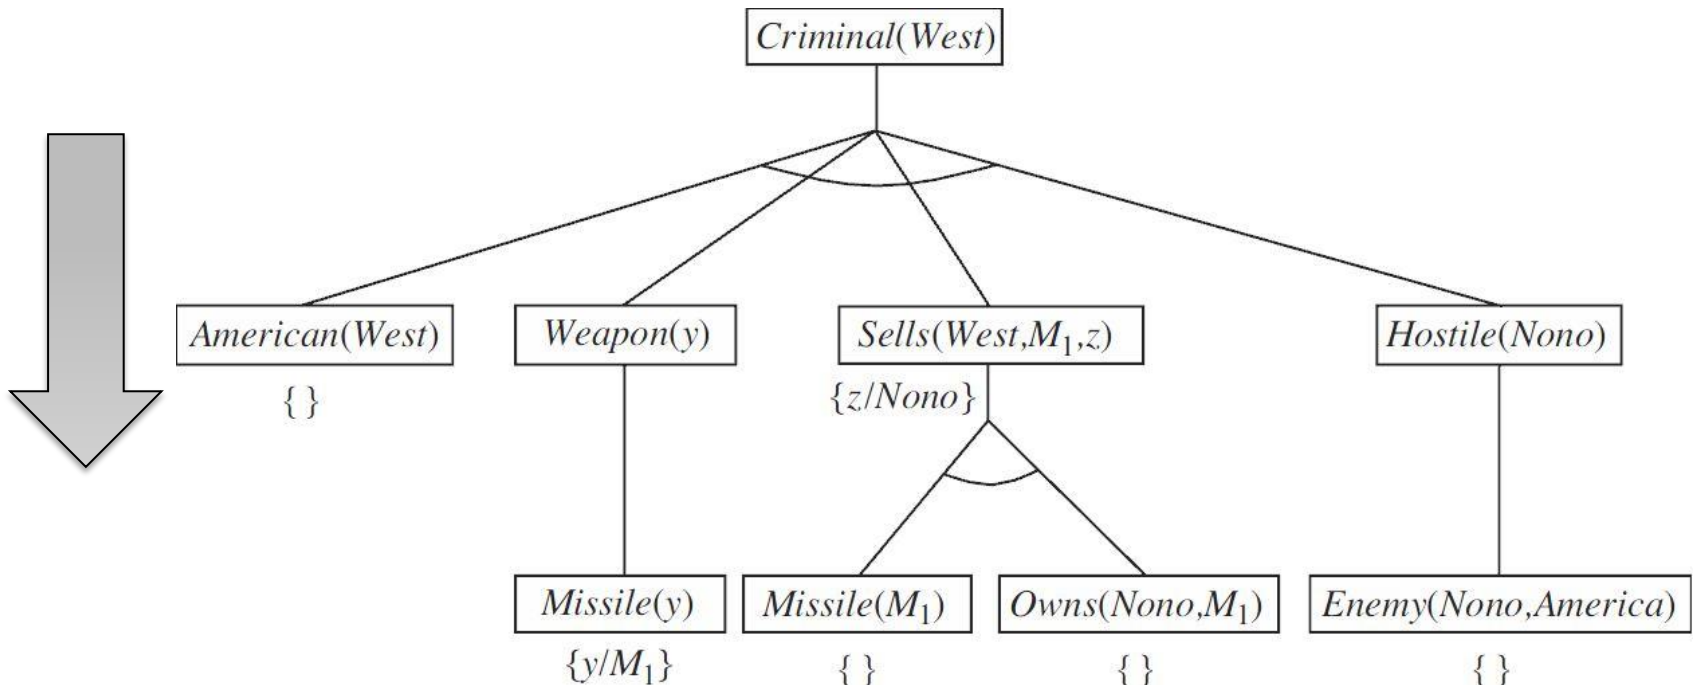 Criminal(West)
American(West)
Weapon(y)
Sells(West,M₁,z)
Hostile(Nono)
{ }
{z/Nono}
Missile(y)
Missile(M₁)
Owns(Nono,M₁)
Enemy(Nono,America)
{y/M₁}
{ }
{ }
{ }